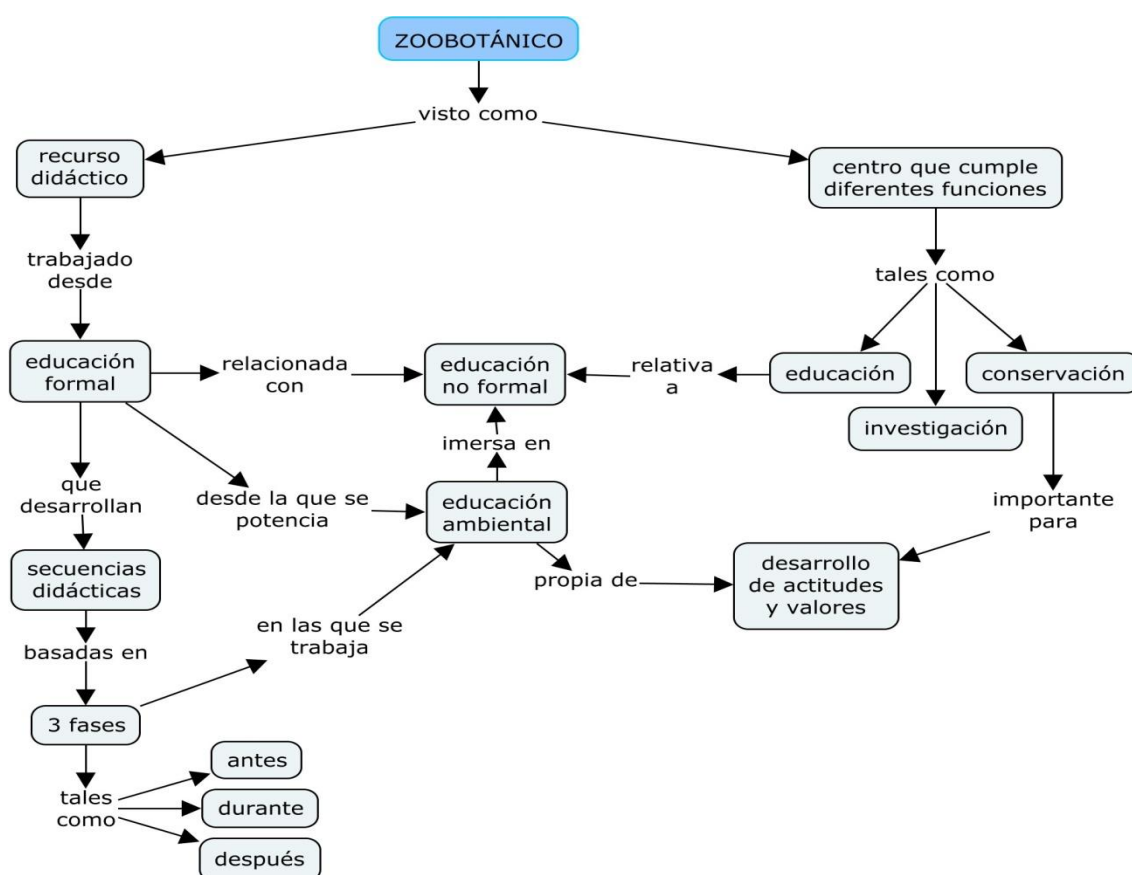 ZOOBOTÁNICO
visto como
recurso
didáctico
centro que cumple
diferentes funciones
trabajado
desde
tales como
educación
formal
relacionada
con
educación
no formal
relativa
a
educación
conservación
investigación
imersa en
que
desarrollan
desde la que se
potencia
educación
ambiental
importante
para
secuencias
didácticas
propia de
desarrollo
de actitudes
y valores
en las que se
trabaja
basadas en
3 fases
antes
tales
como
durante
después